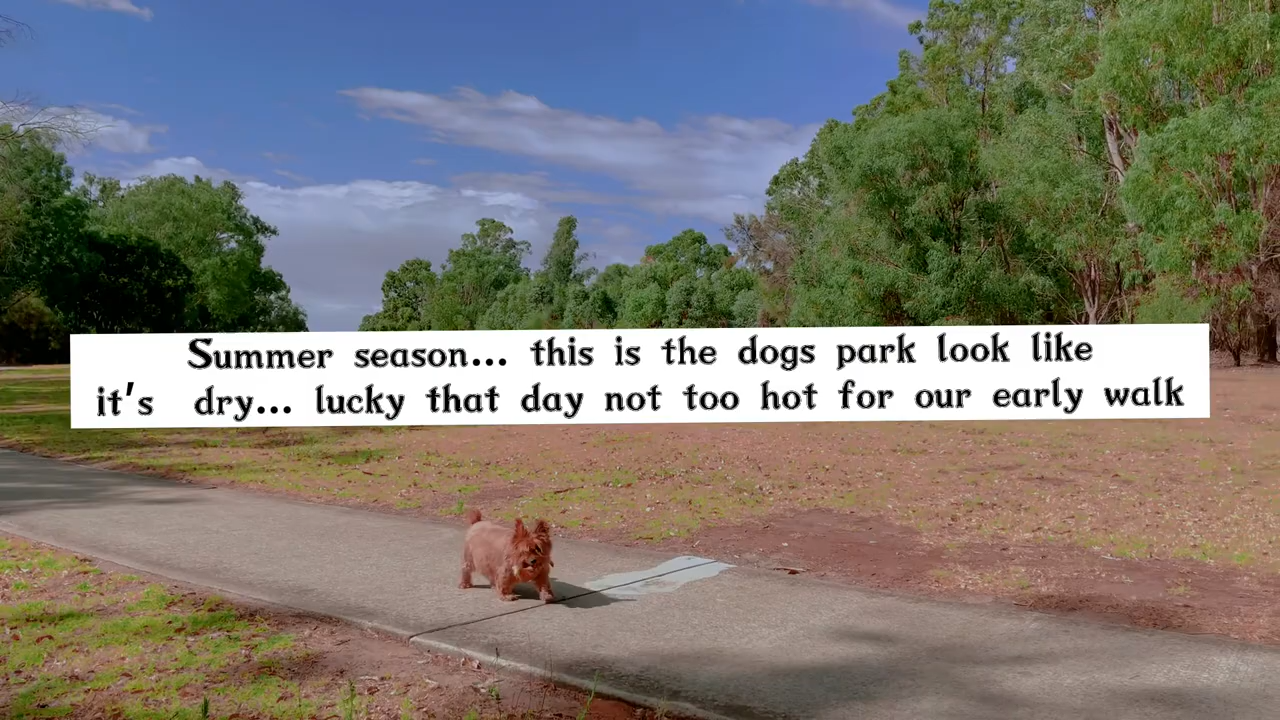 Summer season... this is the dogs park look like
it's dry... lucky that day not too hot for our early walk